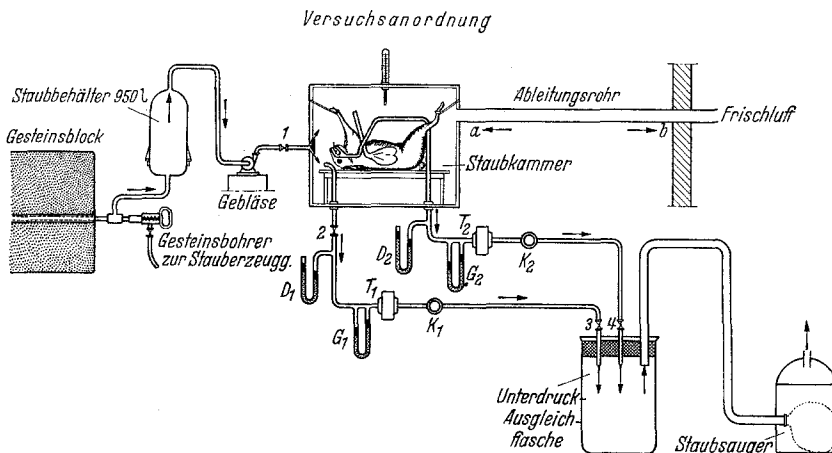 Versuchsanordnung
Staubbehälter 950 l
Gesteinsblock
1
Ableitungsrohr
Frischluft
a
b
Staubkammer
Gebläse
Gesteinsbohrer
zur Stauberzeugg.
2
D1
D2
T2
G2
K2
T1
G1
K1
3
4
Unterdruck
Ausgleich-
flasche
Staubsauger